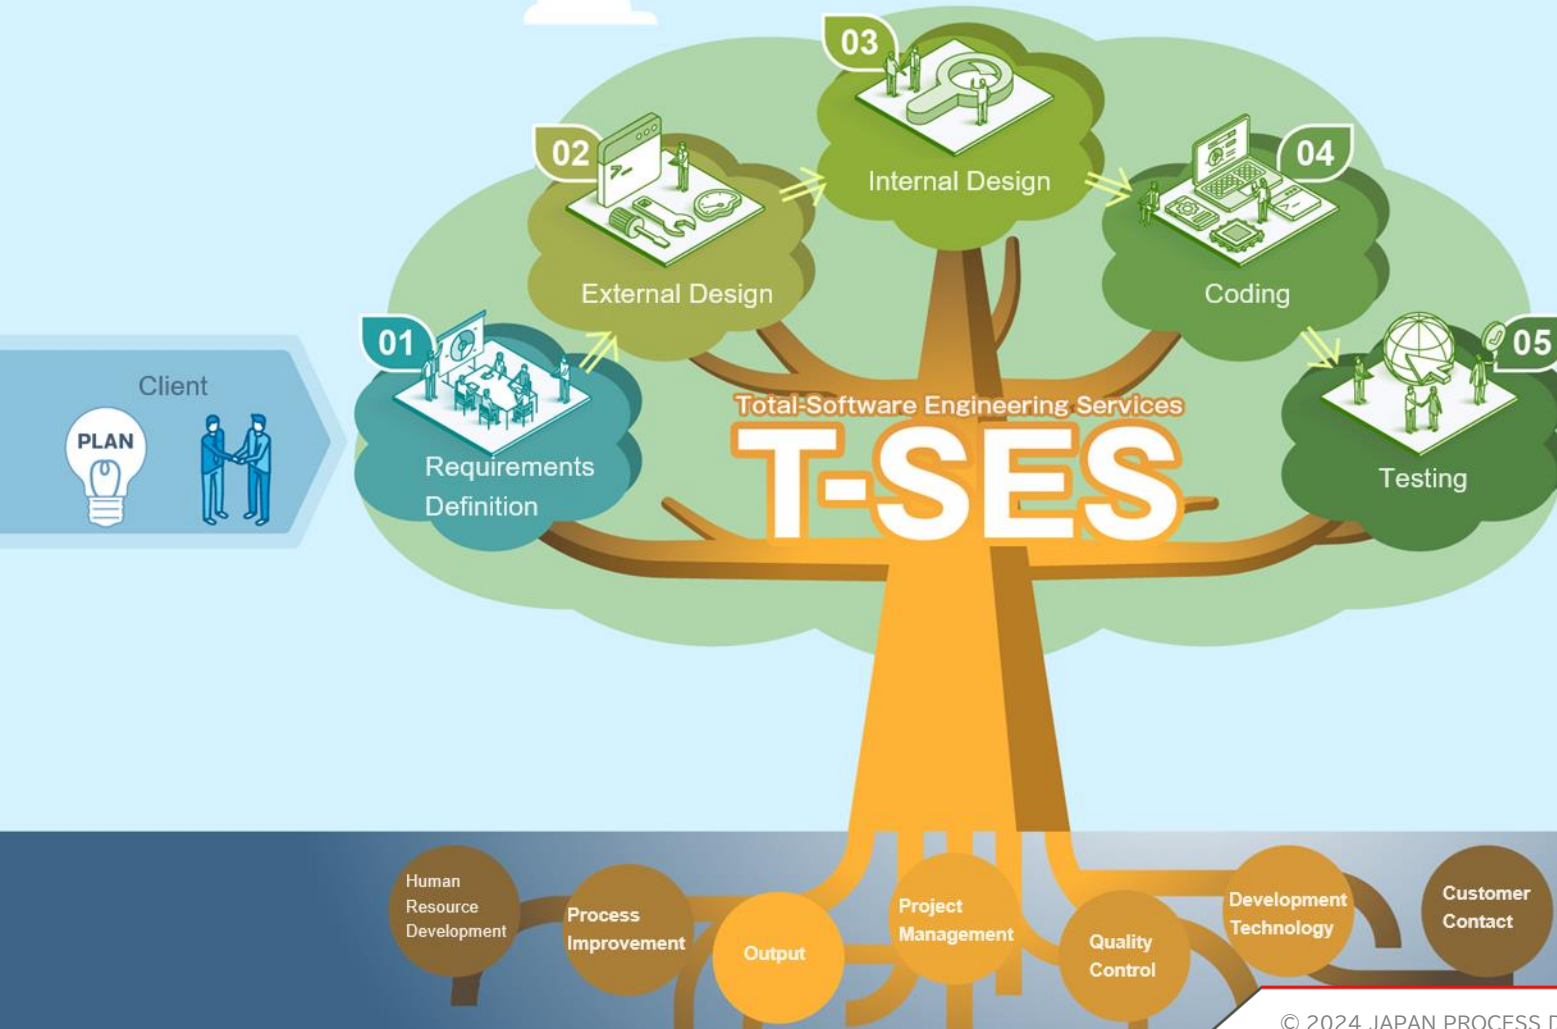 03
Internal Design
02
External Design
04
Coding
01
Requirements
Definition
05
Testing
Client
PLAN
Total-Software Engineering Services
T-SES
Human
Resource
Development
Process
Improvement
Output
Project
Management
Quality
Control
Development
Technology
Customer
Contact
© 2024 JAPAN PROCESS